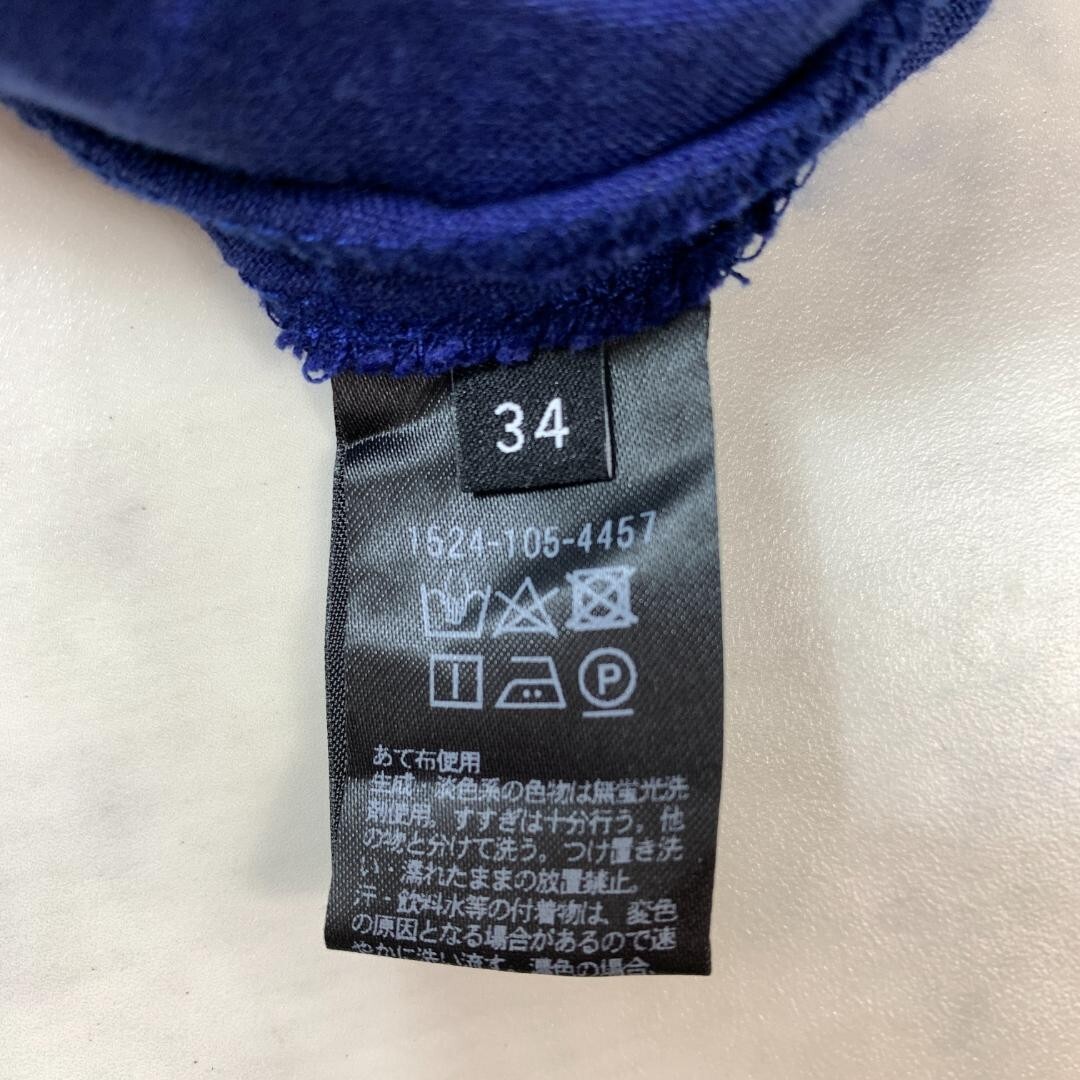 34
1524-105-4457
P
あて布使用
生成・淡色系の色物は無蛍光洗
剤使用。すすぎは十分行う。他
の物と分けて洗う。つけ置き洗
い・濡れたままの放置禁止。
汗・飲料水等の付着物は、変色
の原因となる場合があるので速
やかに洗い流す。濃色の場合、